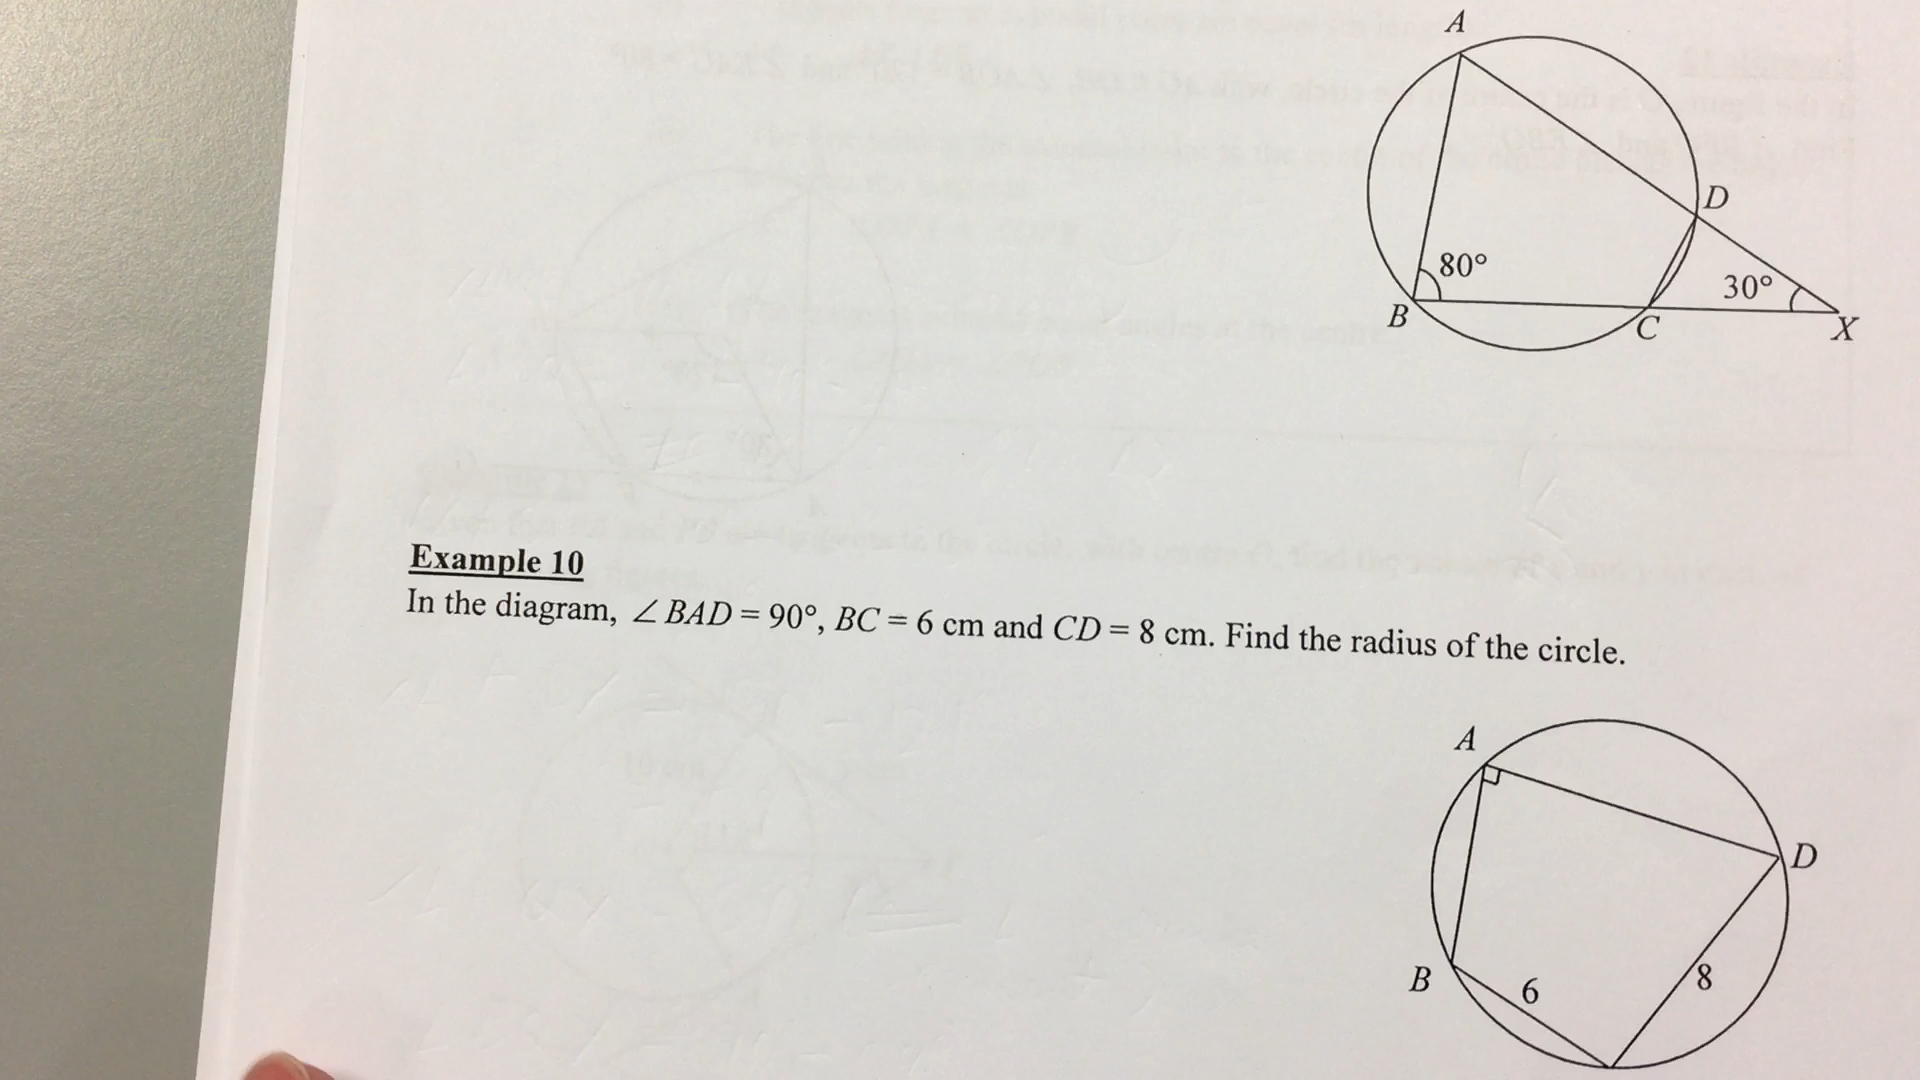 A
D
80°
30°
B
C
X
Example 10
In the diagram, ∠BAD = 90°, BC = 6 cm and CD = 8 cm. Find the radius of the circle.
A
D
B
6
8